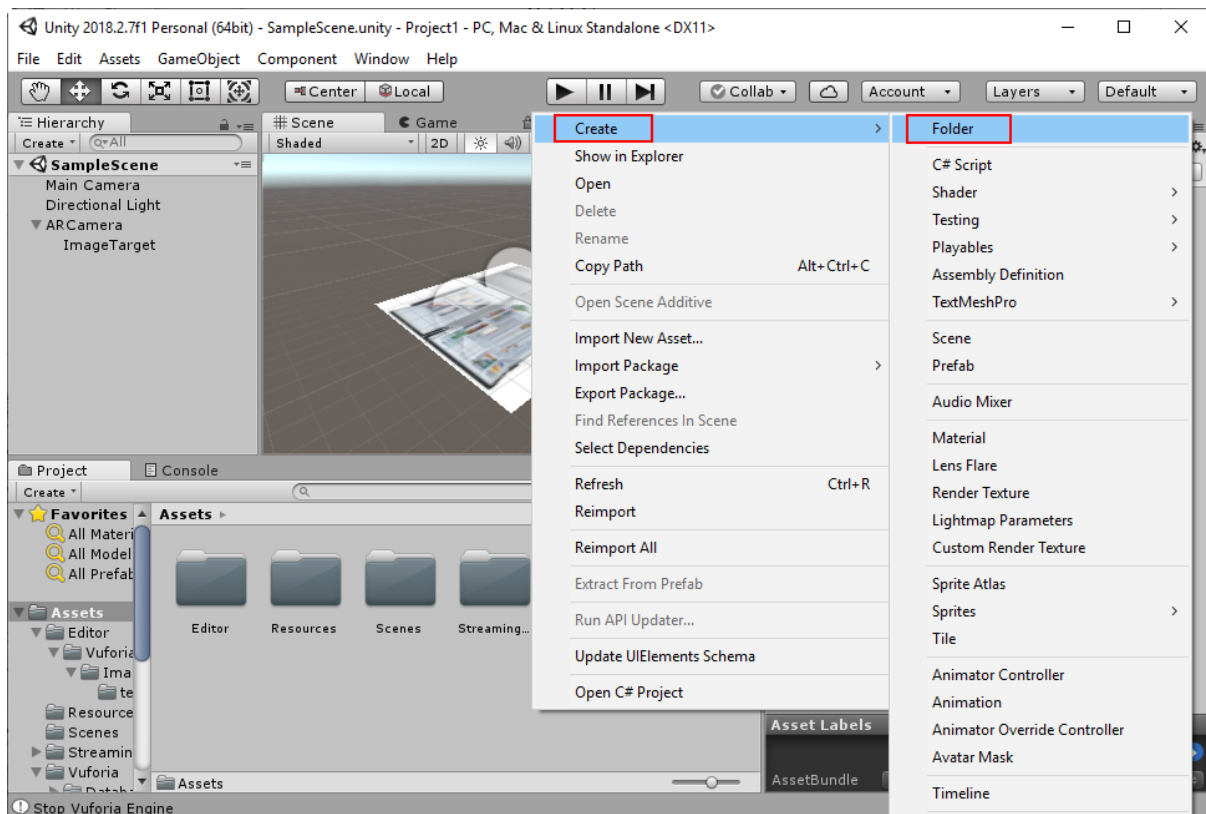 Unity 2018.2.7f1 Personal (64bit) - SampleScene.unity - Project1 - PC, Mac & Linux Standalone <DX11>
File Edit Assets GameObject Component Window Help
Center Local Collab Account Layers Default
Hierarchy
Create All
SampleScene
Main Camera
Directional Light
ARCamera
ImageTarget
Scene Game
Shaded 2D
Create
Show in Explorer
Open
Delete
Rename
Copy Path Alt+Ctrl+C
Open Scene Additive
Import New Asset...
Import Package
Export Package...
Find References In Scene
Select Dependencies
Refresh Ctrl+R
Reimport
Reimport All
Extract From Prefab
Run API Updater...
Update UIElements Schema
Open C# Project
Folder
C# Script
Shader
Testing
Playables
Assembly Definition
TextMeshPro
Scene
Prefab
Audio Mixer
Material
Lens Flare
Render Texture
Lightmap Parameters
Custom Render Texture
Sprite Atlas
Sprites
Tile
Animator Controller
Animation
Animator Override Controller
Avatar Mask
Timeline
Project Console
Create
Favorites
All Materi
All Model
All Prefab
Assets
Editor
Vuforia
Ima
te
Resource
Scenes
Streamin
Vuforia
Assets
Editor Resources Scenes Streaming...
Assets
Asset Labels
AssetBundle
Stop Vuforia Engine